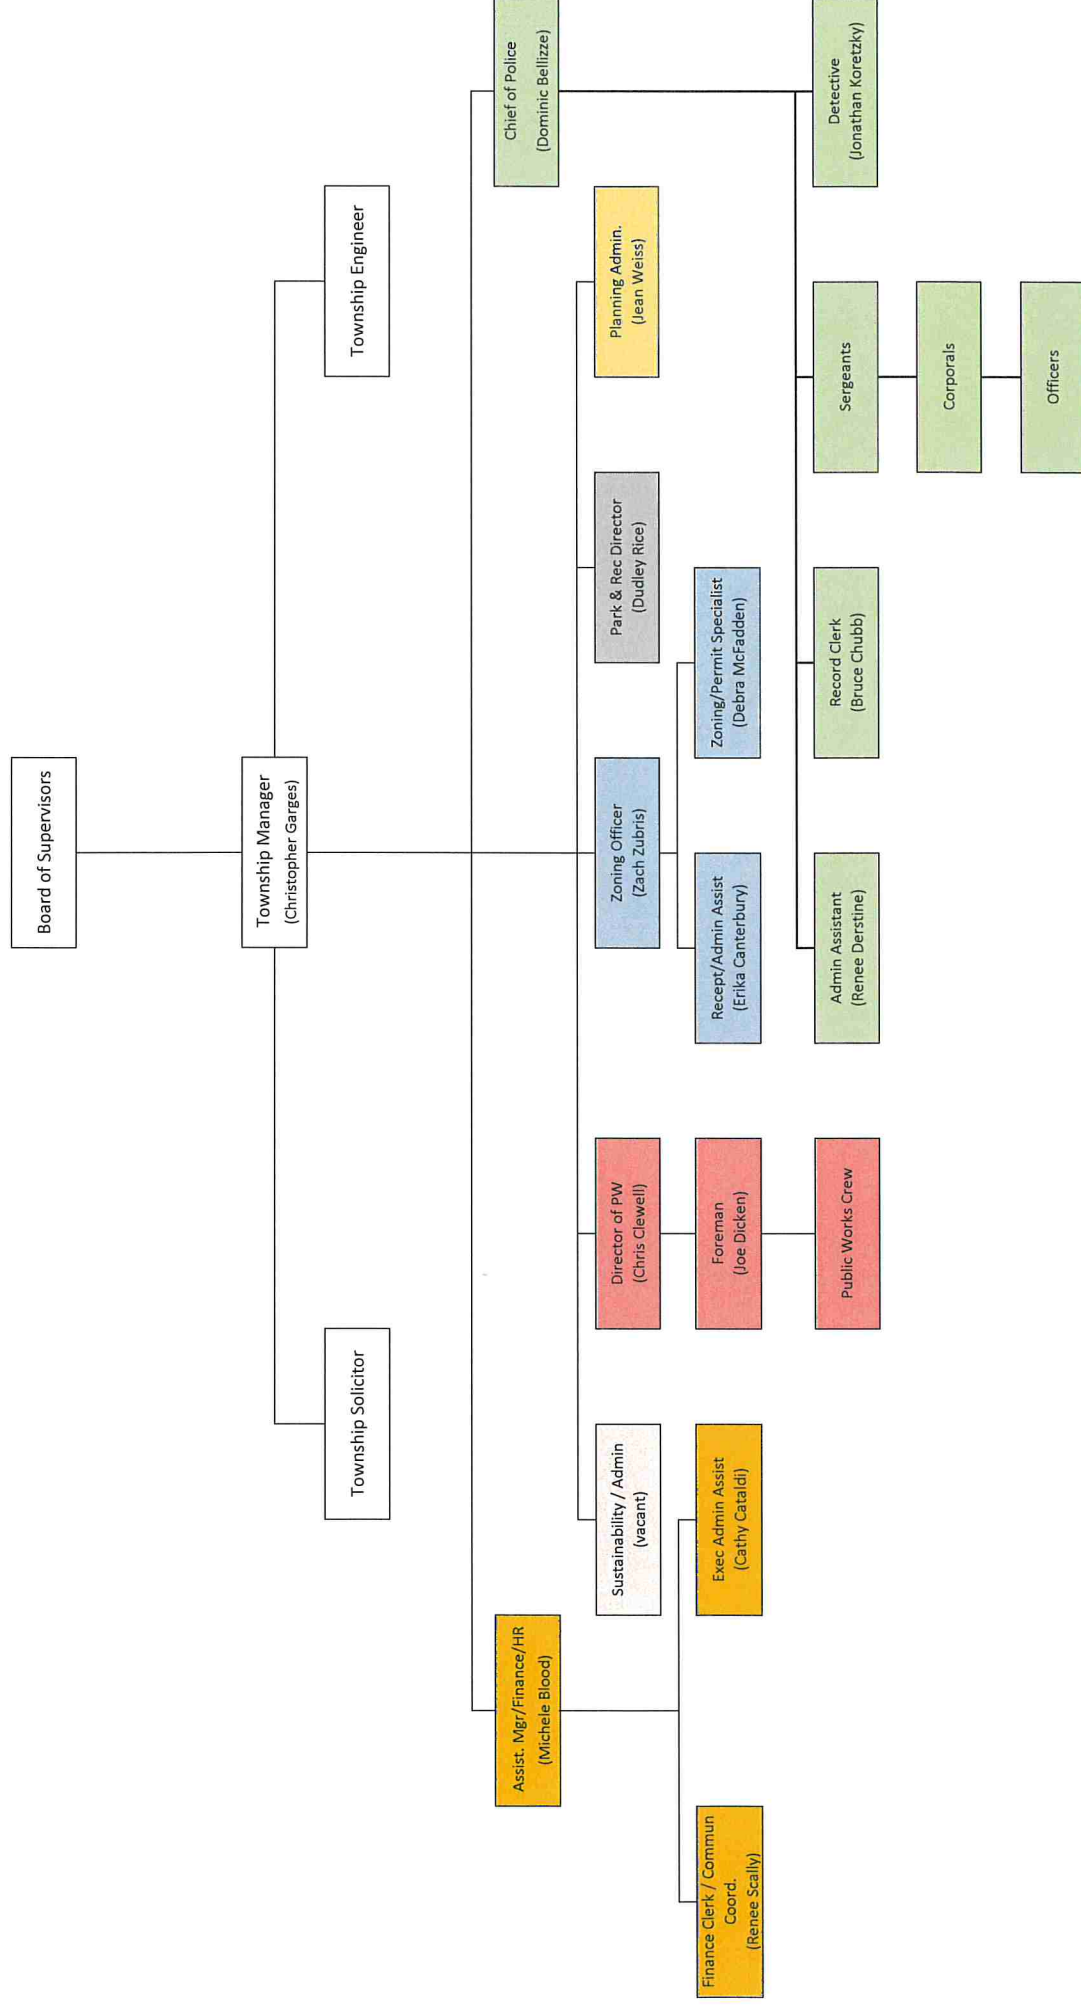 Board of Supervisors
Township Manager
(Christopher Garges)
Township Solicitor
Township Engineer
Assist. Mgr/Finance/HR
(Michele Blood)
Chief of Police
(Dominic Bellizze)
Sustainability / Admin
(vacant)
Director of PW
(Chris Clewell)
Zoning Officer
(Zach Zubris)
Park & Rec Director
(Dudley Rice)
Planning Admin.
(Jean Weiss)
Finance Clerk / Commun
Coord.
(Renee Scally)
Exec Admin Assist
(Cathy Cataldi)
Foreman
(Joe Dicken)
Recept/Admin Assist
(Erika Canterbury)
Zoning/Permit Specialist
(Debra McFadden)
Public Works Crew
Admin Assistant
(Renee Derstine)
Record Clerk
(Bruce Chubb)
Sergeants
Detective
(Jonathan Koretzky)
Corporals
Officers